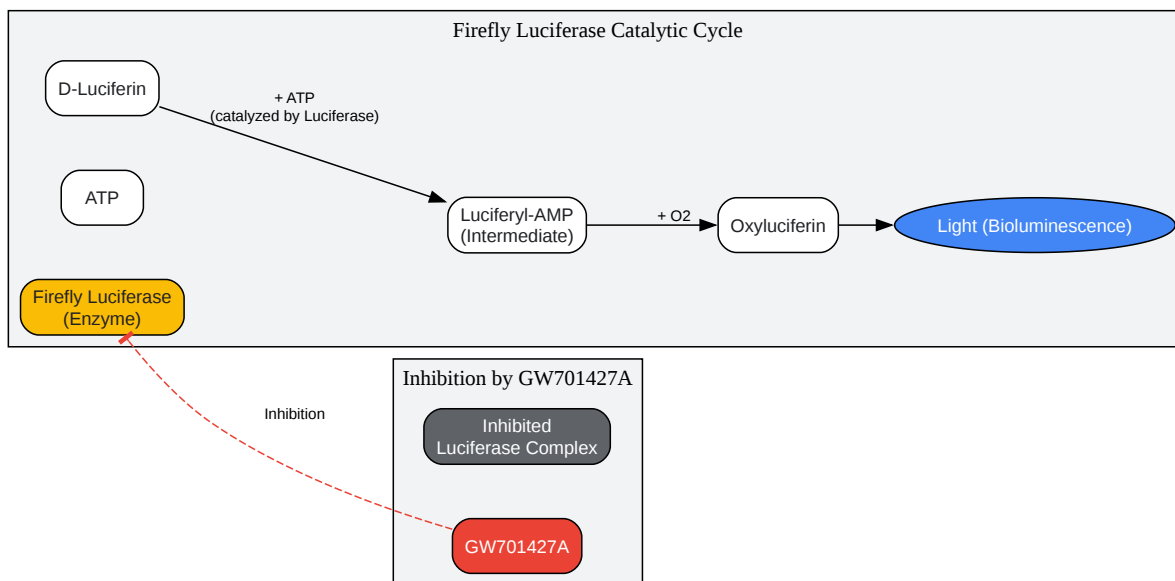 Firefly Luciferase Catalytic Cycle
D-Luciferin
+ ATP
(catalyzed by Luciferase)
ATP
Luciferyl-AMP
(Intermediate)
+ O2
Oxyluciferin
Light (Bioluminescence)
Firefly Luciferase
(Enzyme)
Inhibition by GW701427A
Inhibited
Luciferase Complex
Inhibition
GW701427A